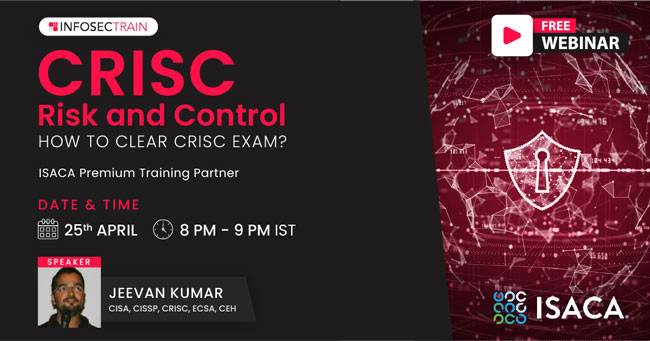 INFOSECTRAIN
FREE
WEBINAR
CRISC
Risk and Control
HOW TO CLEAR CRISC EXAM?
ISACA Premium Training Partner
DATE & TIME
25th APRIL
8 PM - 9 PM IST
SPEAKER
JEEVAN KUMAR
CISA, CISSP, CRISC, ECSA, CEH
ISACA